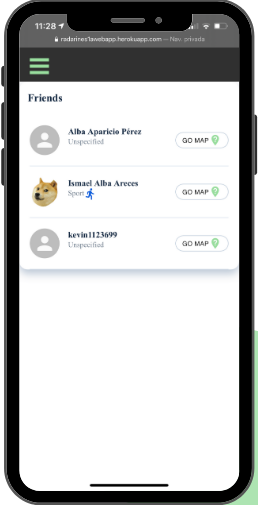 11:28
radarines1awebapp.herokuapp.com — Nav. privada
Friends
Alba Aparicio Pérez
Unspecified
GO MAP
Ismael Alba Areces
Sport
GO MAP
kevin1123699
Unspecified
GO MAP